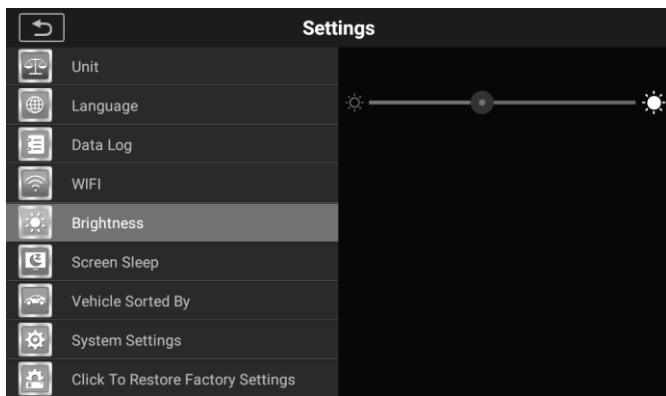 Settings
Unit
Language
Data Log
WIFI
Brightness
Screen Sleep
Vehicle Sorted By
System Settings
Click To Restore Factory Settings